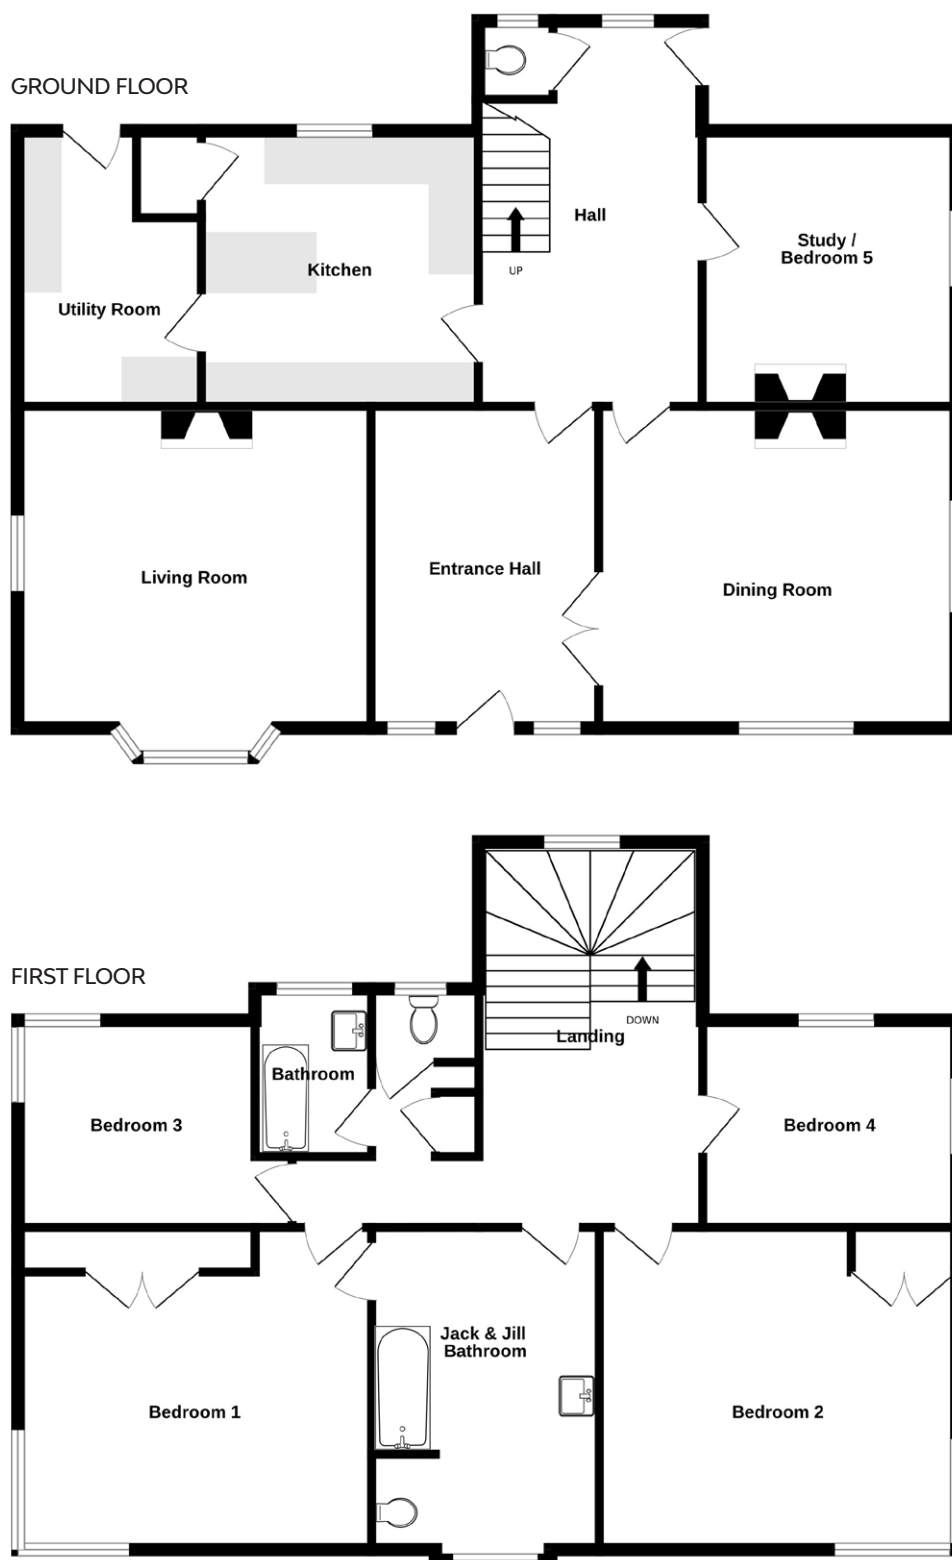 GROUND FLOOR
Hall
UP
Study /
Bedroom 5
Kitchen
Utility Room
Living Room
Entrance Hall
Dining Room
FIRST FLOOR
DOWN
Landing
Bathroom
Bedroom 3
Bedroom 4
Jack & Jill
Bathroom
Bedroom 1
Bedroom 2